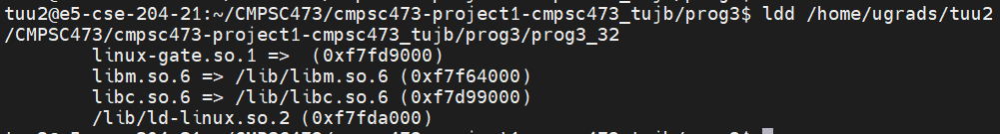 tuu2@e5-cse-204-21:~/CMPSC473/cmpsc473-project1-cmpsc473_tujb/prog3$ ldd /home/ugrads/tuu2
/CMPSC473/cmpsc473-project1-cmpsc473_tujb/prog3/prog3_32
linux-gate.so.1 =>  (0xf7fd9000)
libm.so.6 => /lib/libm.so.6 (0xf7f64000)
libc.so.6 => /lib/libc.so.6 (0xf7d99000)
/lib/ld-linux.so.2 (0xf7fda000)